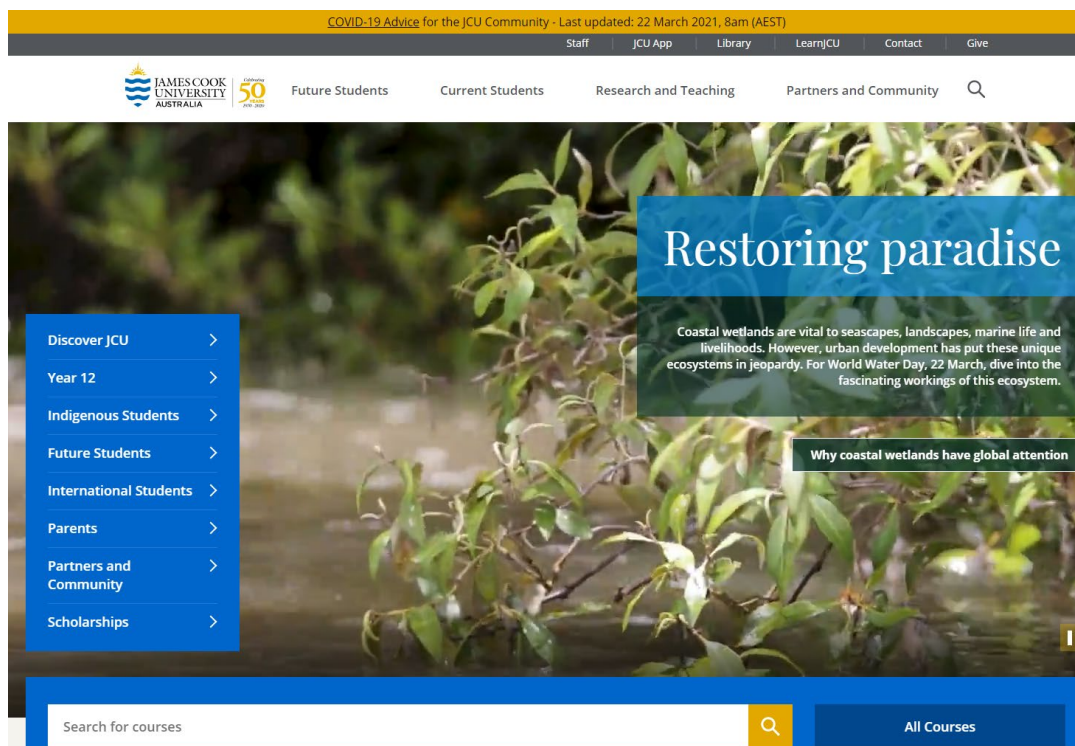 COVID-19 Advice for the JCU Community - Last updated: 22 March 2021, 8am (AEST)
Staff JCU App Library LearnJCU Contact Give
JAMES COOK
UNIVERSITY
AUSTRALIA
Celebrating
50
YEARS
1970 - 2020
Future Students Current Students Research and Teaching Partners and Community
Restoring paradise
Coastal wetlands are vital to seascapes, landscapes, marine life and
livelihoods. However, urban development has put these unique
ecosystems in jeopardy. For World Water Day, 22 March, dive into the
fascinating workings of this ecosystem.
Why coastal wetlands have global attention
Discover JCU
Year 12
Indigenous Students
Future Students
International Students
Parents
Partners and
Community
Scholarships
Search for courses
All Courses